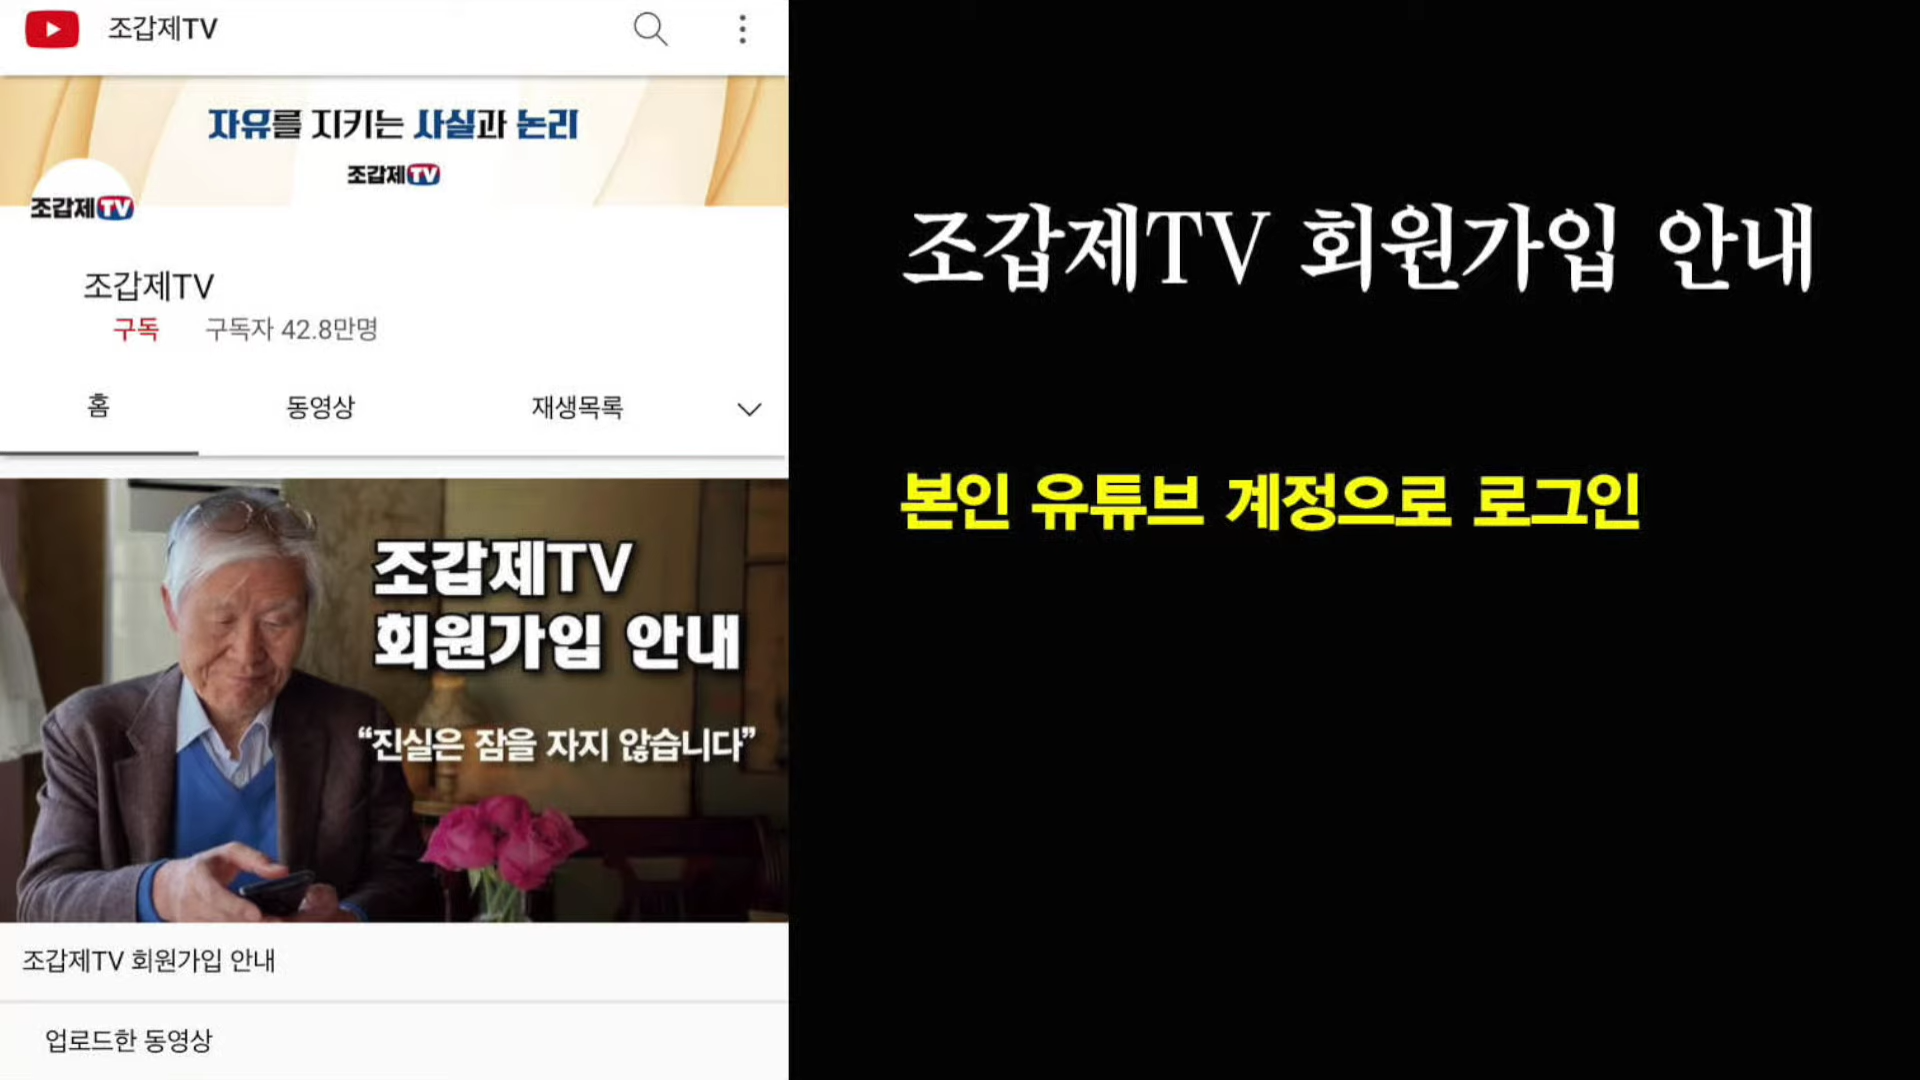 조갑제TV
자유를 지키는 사실과 논리
조갑제TV
조갑제TV
조갑제TV
구독 구독자 42.8만명
홈 동영상 재생목록
조갑제TV
회원가입 안내
“진실은 잠을 자지 않습니다”
조갑제TV 회원가입 안내
업로드한 동영상
조갑제TV 회원가입 안내
본인 유튜브 계정으로 로그인